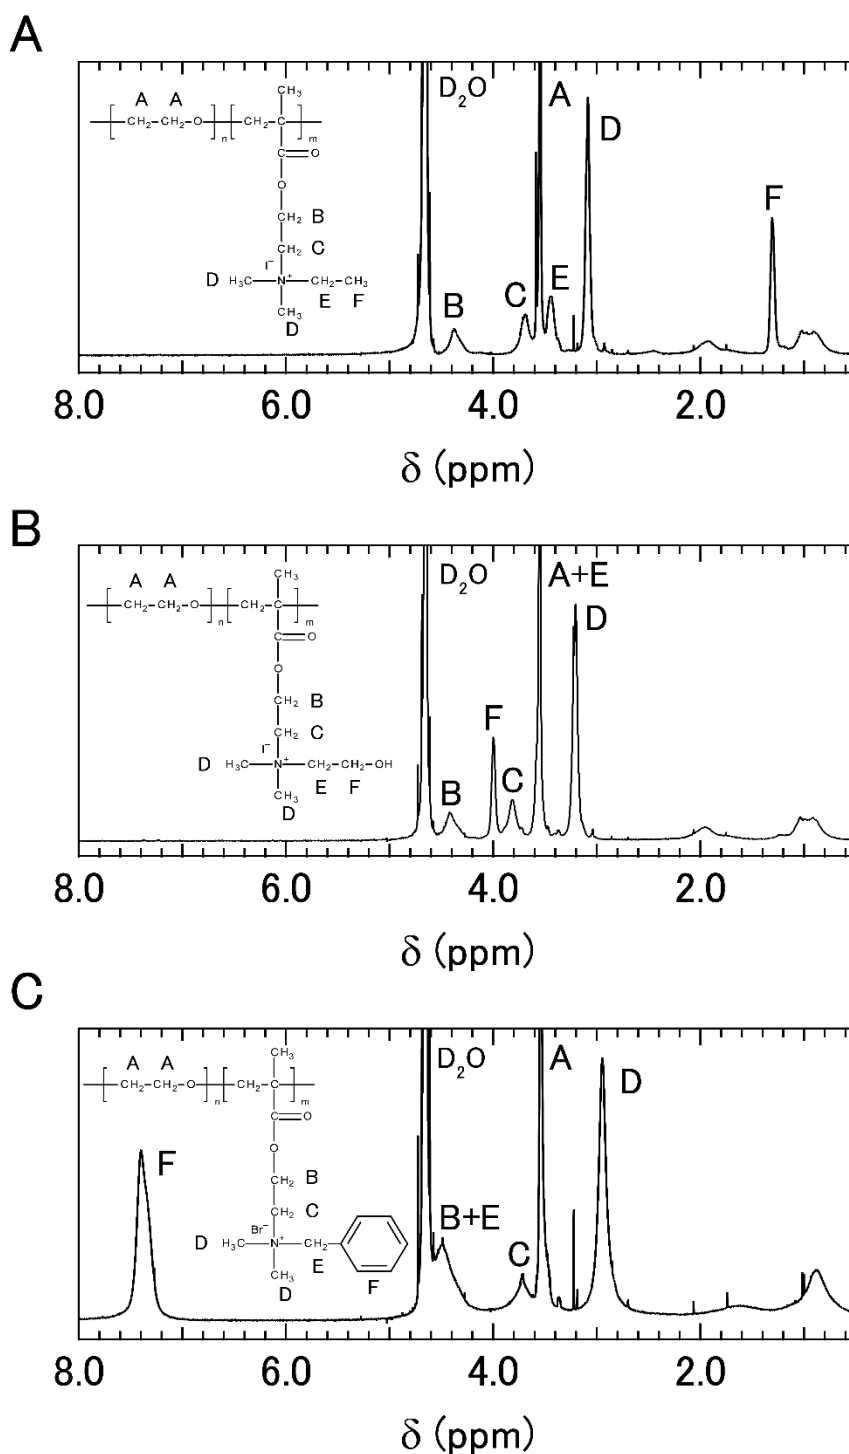 A
D₂O
A
D
F
B
C
E
A A
CH₃
CH₂ CH₂ O n CH₂ C m
C O
O
CH₂ B
CH₂ C
I⁻
D H₃C N⁺ CH₂ CH₃
E F
CH₃
D
8.0 6.0 4.0 2.0
δ (ppm)
B
D₂O
A+E
D
F
B
C
A A
CH₃
CH₂ CH₂ O n CH₂ C m
C O
O
CH₂ B
CH₂ C
I⁻
D H₃C N⁺ CH₂ CH₂ OH
E F
CH₃
D
8.0 6.0 4.0 2.0
δ (ppm)
C
D₂O
A
D
F
B+E
C
A A
CH₃
CH₂ CH₂ O n CH₂ C m
C O
O
CH₂ B
CH₂ C
Br⁻
D H₃C N⁺ CH₂
E
CH₃ F
D
8.0 6.0 4.0 2.0
δ (ppm)